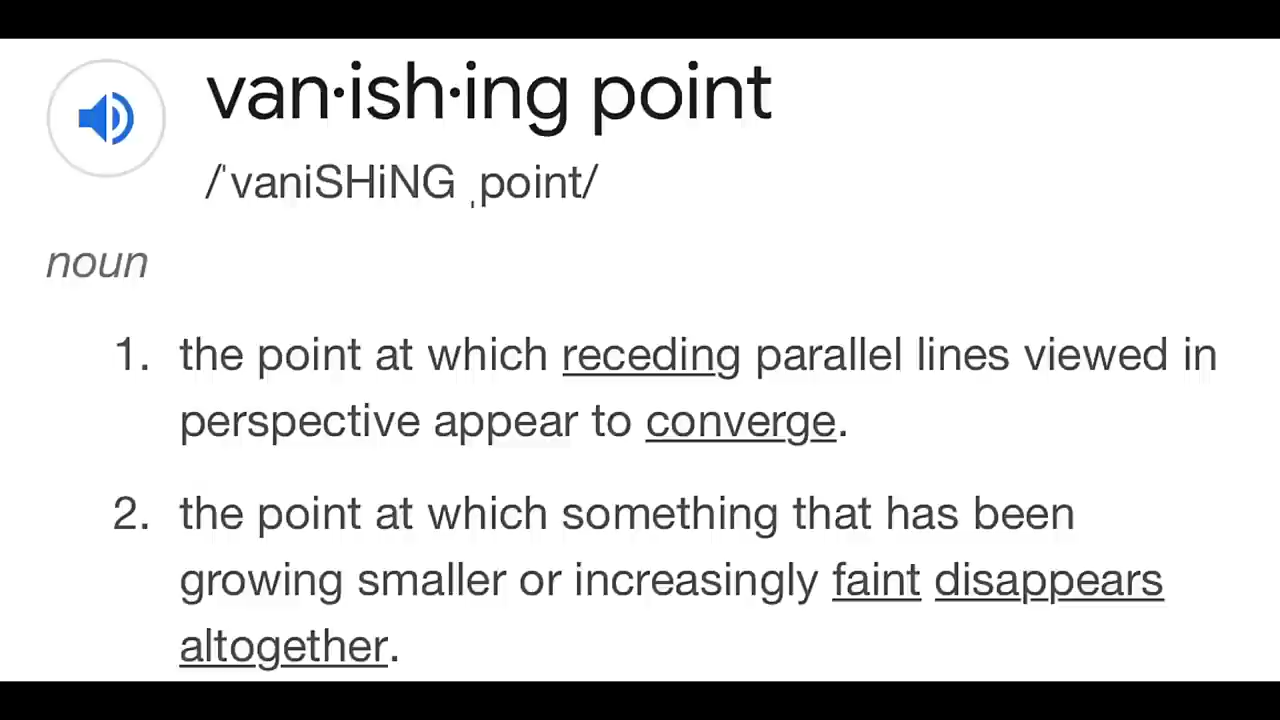 van·ish·ing point
/ˈvaniSHiNG ˌpoint/
noun
1. the point at which receding parallel lines viewed in
perspective appear to converge.
2. the point at which something that has been
growing smaller or increasingly faint disappears
altogether.